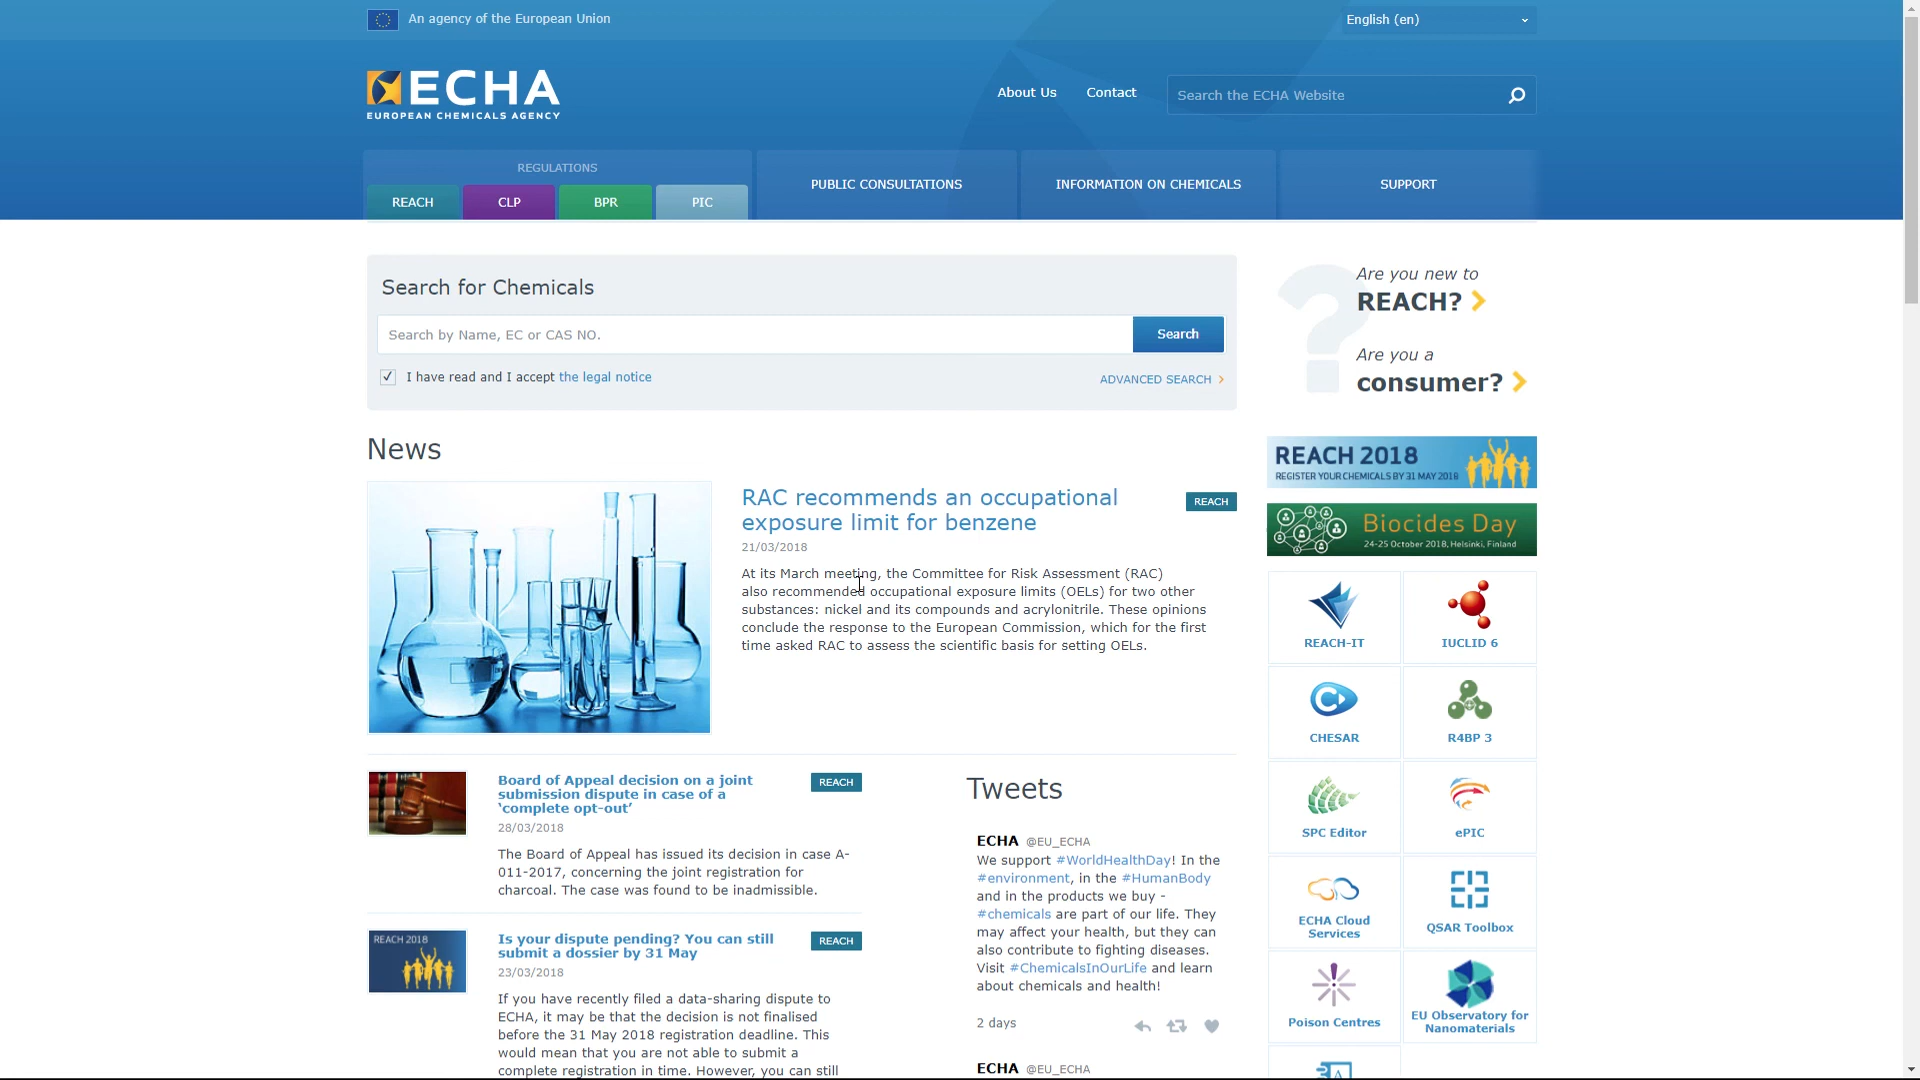 An agency of the European Union
English (en)
ECHA
EUROPEAN CHEMICALS AGENCY
About Us
Contact
Search the ECHA Website
REGULATIONS
REACH
CLP
BPR
PIC
PUBLIC CONSULTATIONS
INFORMATION ON CHEMICALS
SUPPORT
Search for Chemicals
Search by Name, EC or CAS NO.
Search
I have read and I accept the legal notice
ADVANCED SEARCH
Are you new to
REACH?
Are you a
consumer?
News
RAC recommends an occupational
exposure limit for benzene
REACH
21/03/2018
At its March meeting, the Committee for Risk Assessment (RAC)
also recommended occupational exposure limits (OELs) for two other
substances: nickel and its compounds and acrylonitrile. These opinions
conclude the response to the European Commission, which for the first
time asked RAC to assess the scientific basis for setting OELs.
REACH 2018
REGISTER YOUR CHEMICALS BY 31 MAY 2018
Biocides Day
24-25 October 2018, Helsinki, Finland
REACH-IT
IUCLID 6
CHESAR
R4BP 3
SPC Editor
ePIC
ECHA Cloud
Services
QSAR Toolbox
Poison Centres
EU Observatory for
Nanomaterials
Board of Appeal decision on a joint
submission dispute in case of a
‘complete opt-out’
REACH
28/03/2018
The Board of Appeal has issued its decision in case A-
011-2017, concerning the joint registration for
charcoal. The case was found to be inadmissible.
REACH 2018
Is your dispute pending? You can still
submit a dossier by 31 May
REACH
23/03/2018
If you have recently filed a data-sharing dispute to
ECHA, it may be that the decision is not finalised
before the 31 May 2018 registration deadline. This
would mean that you are not able to submit a
complete registration in time. However, you can still
Tweets
ECHA @EU_ECHA
We support #WorldHealthDay! In the
#environment, in the #HumanBody
and in the products we buy -
#chemicals are part of our life. They
may affect your health, but they can
also contribute to fighting diseases.
Visit #ChemicalsInOurLife and learn
about chemicals and health!
2 days
ECHA @EU_ECHA